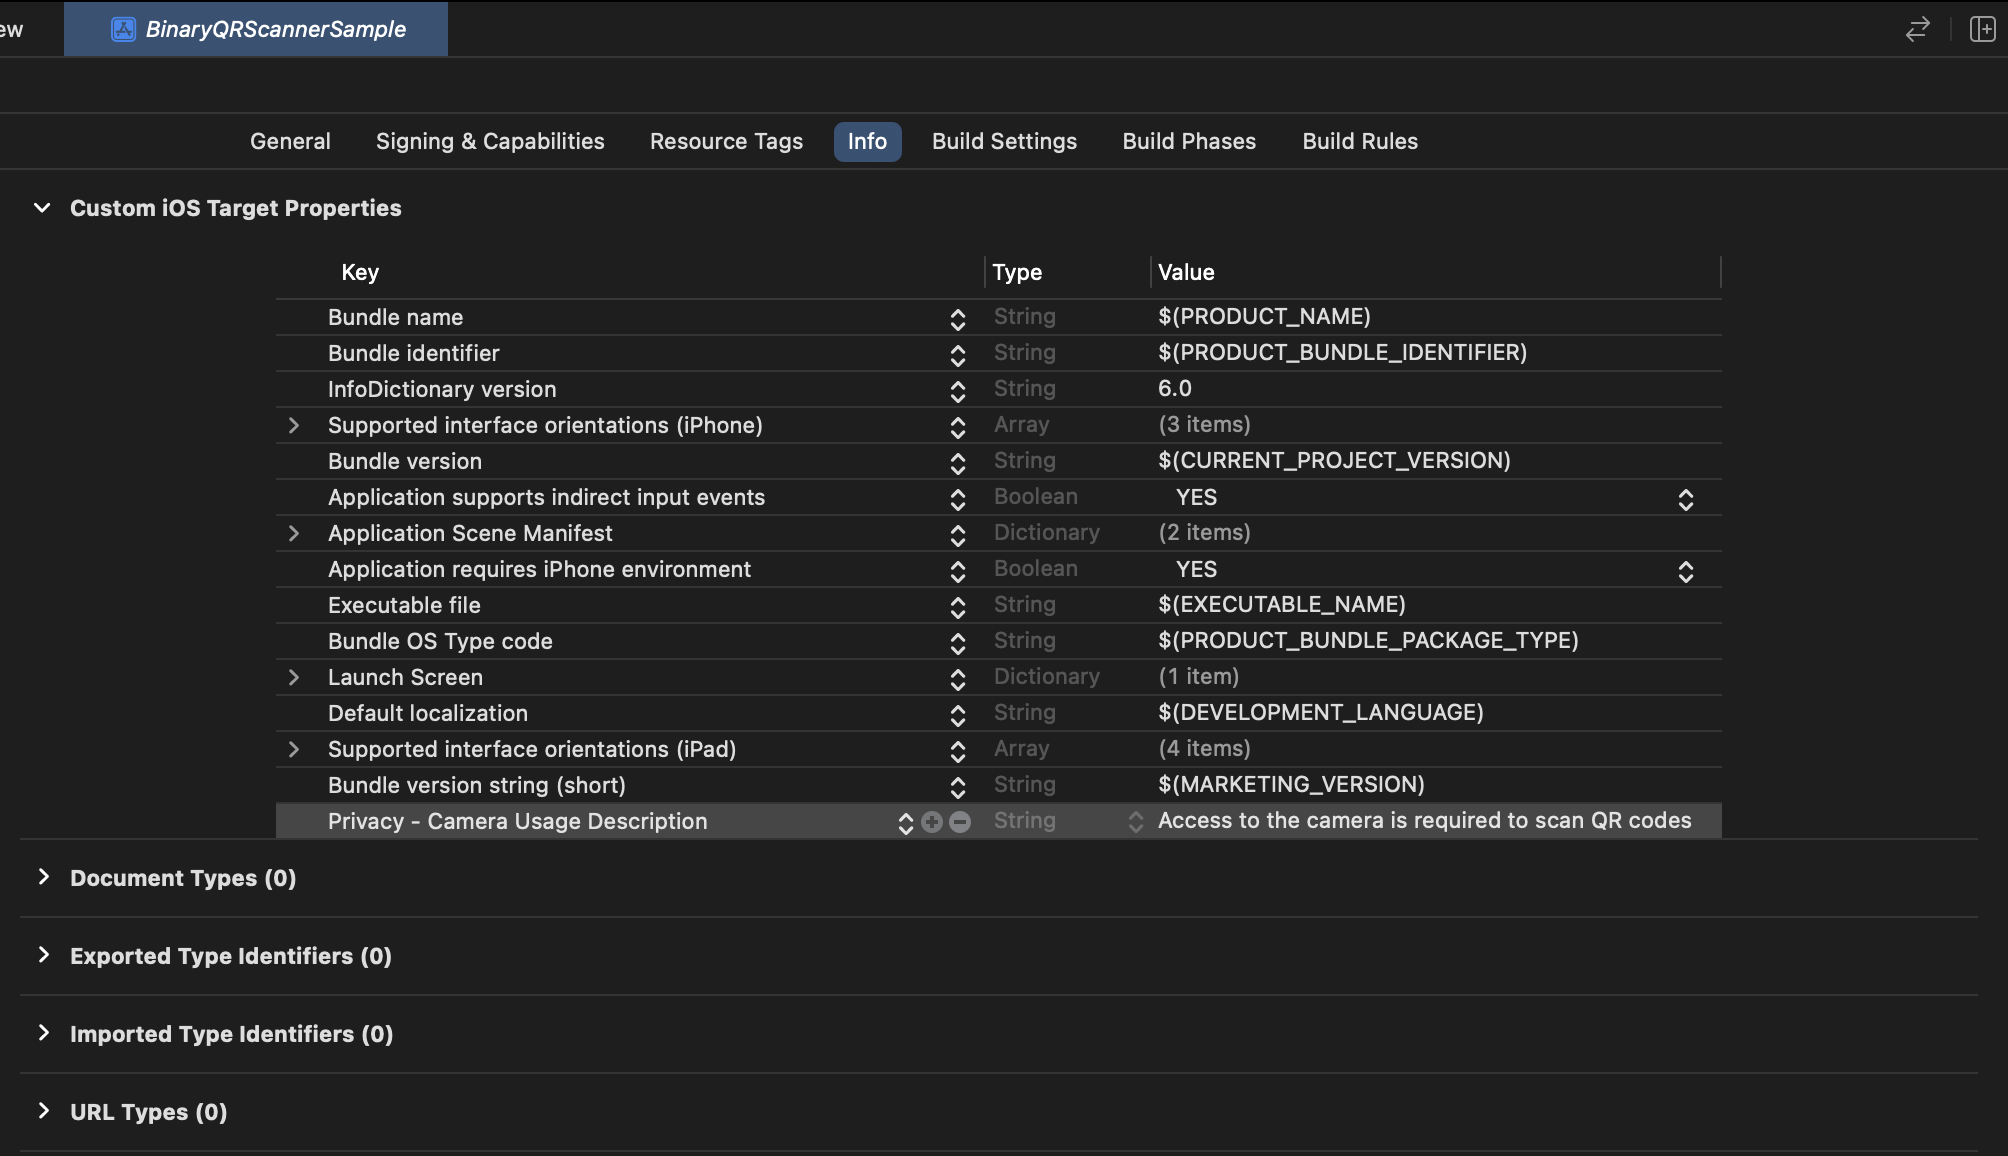 ew
BinaryQRScannerSample
General Signing & Capabilities Resource Tags Info Build Settings Build Phases Build Rules
Custom iOS Target Properties
Key Type Value
Bundle name String $(PRODUCT_NAME)
Bundle identifier String $(PRODUCT_BUNDLE_IDENTIFIER)
InfoDictionary version String 6.0
Supported interface orientations (iPhone) Array (3 items)
Bundle version String $(CURRENT_PROJECT_VERSION)
Application supports indirect input events Boolean YES
Application Scene Manifest Dictionary (2 items)
Application requires iPhone environment Boolean YES
Executable file String $(EXECUTABLE_NAME)
Bundle OS Type code String $(PRODUCT_BUNDLE_PACKAGE_TYPE)
Launch Screen Dictionary (1 item)
Default localization String $(DEVELOPMENT_LANGUAGE)
Supported interface orientations (iPad) Array (4 items)
Bundle version string (short) String $(MARKETING_VERSION)
Privacy - Camera Usage Description String Access to the camera is required to scan QR codes
Document Types (0)
Exported Type Identifiers (0)
Imported Type Identifiers (0)
URL Types (0)